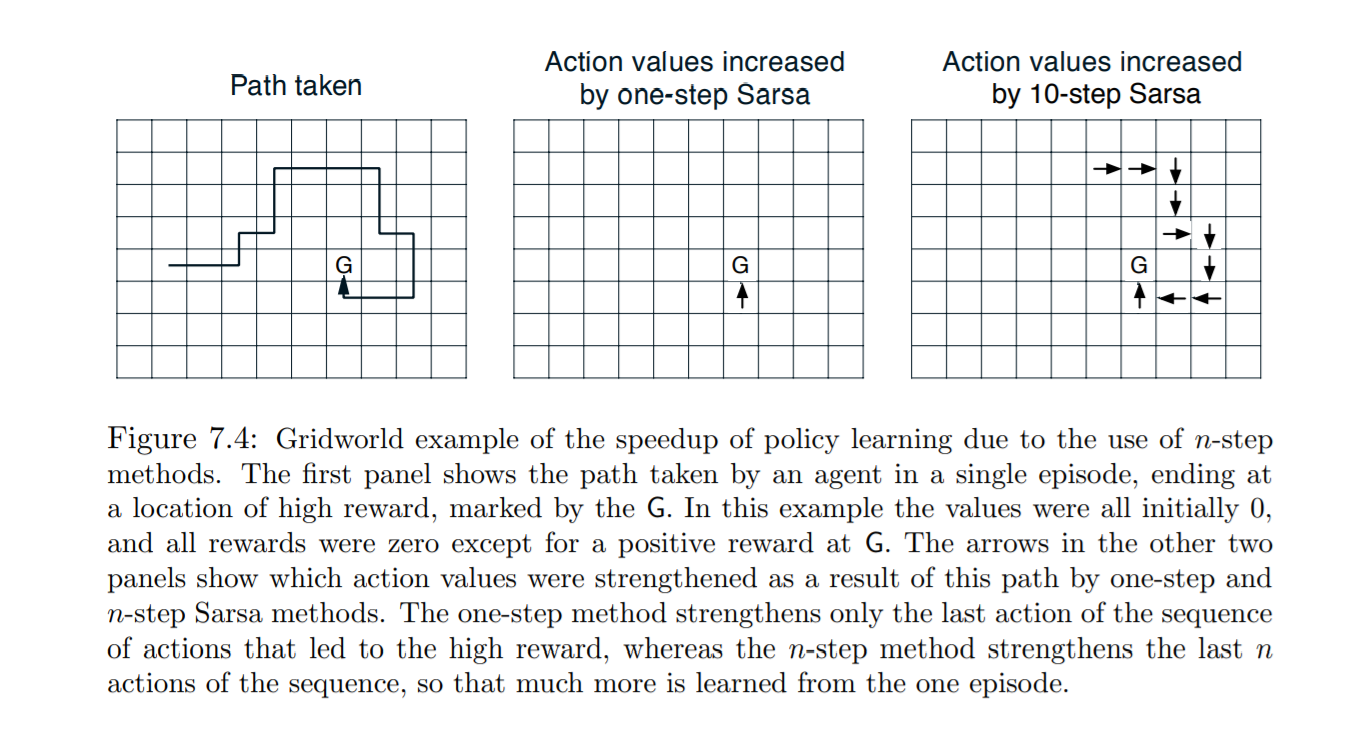 Path taken
Action values increased
by one-step Sarsa
Action values increased
by 10-step Sarsa
G
G
G
Figure 7.4: Gridworld example of the speedup of policy learning due to the use of n-step
methods. The first panel shows the path taken by an agent in a single episode, ending at
a location of high reward, marked by the G. In this example the values were all initially 0,
and all rewards were zero except for a positive reward at G. The arrows in the other two
panels show which action values were strengthened as a result of this path by one-step and
n-step Sarsa methods. The one-step method strengthens only the last action of the sequence
of actions that led to the high reward, whereas the n-step method strengthens the last n
actions of the sequence, so that much more is learned from the one episode.